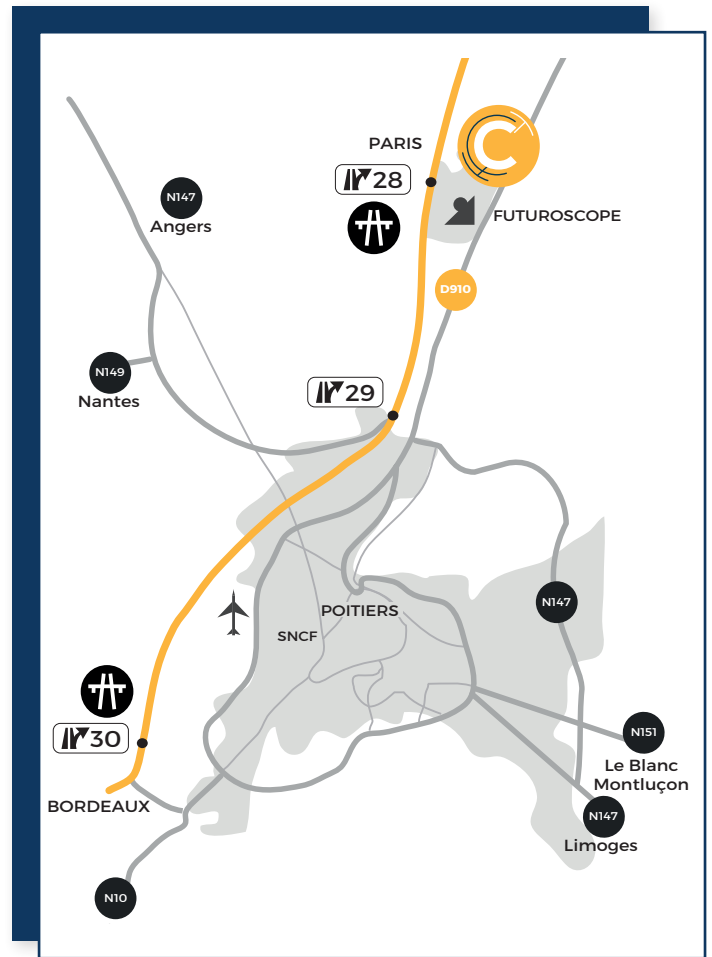 PARIS
28
C
N147
Angers
FUTUROSCOPE
D910
N149
Nantes
29
N147
POITIERS
SNCF
30
N151
Le Blanc
Montluçon
BORDEAUX
N147
Limoges
N10